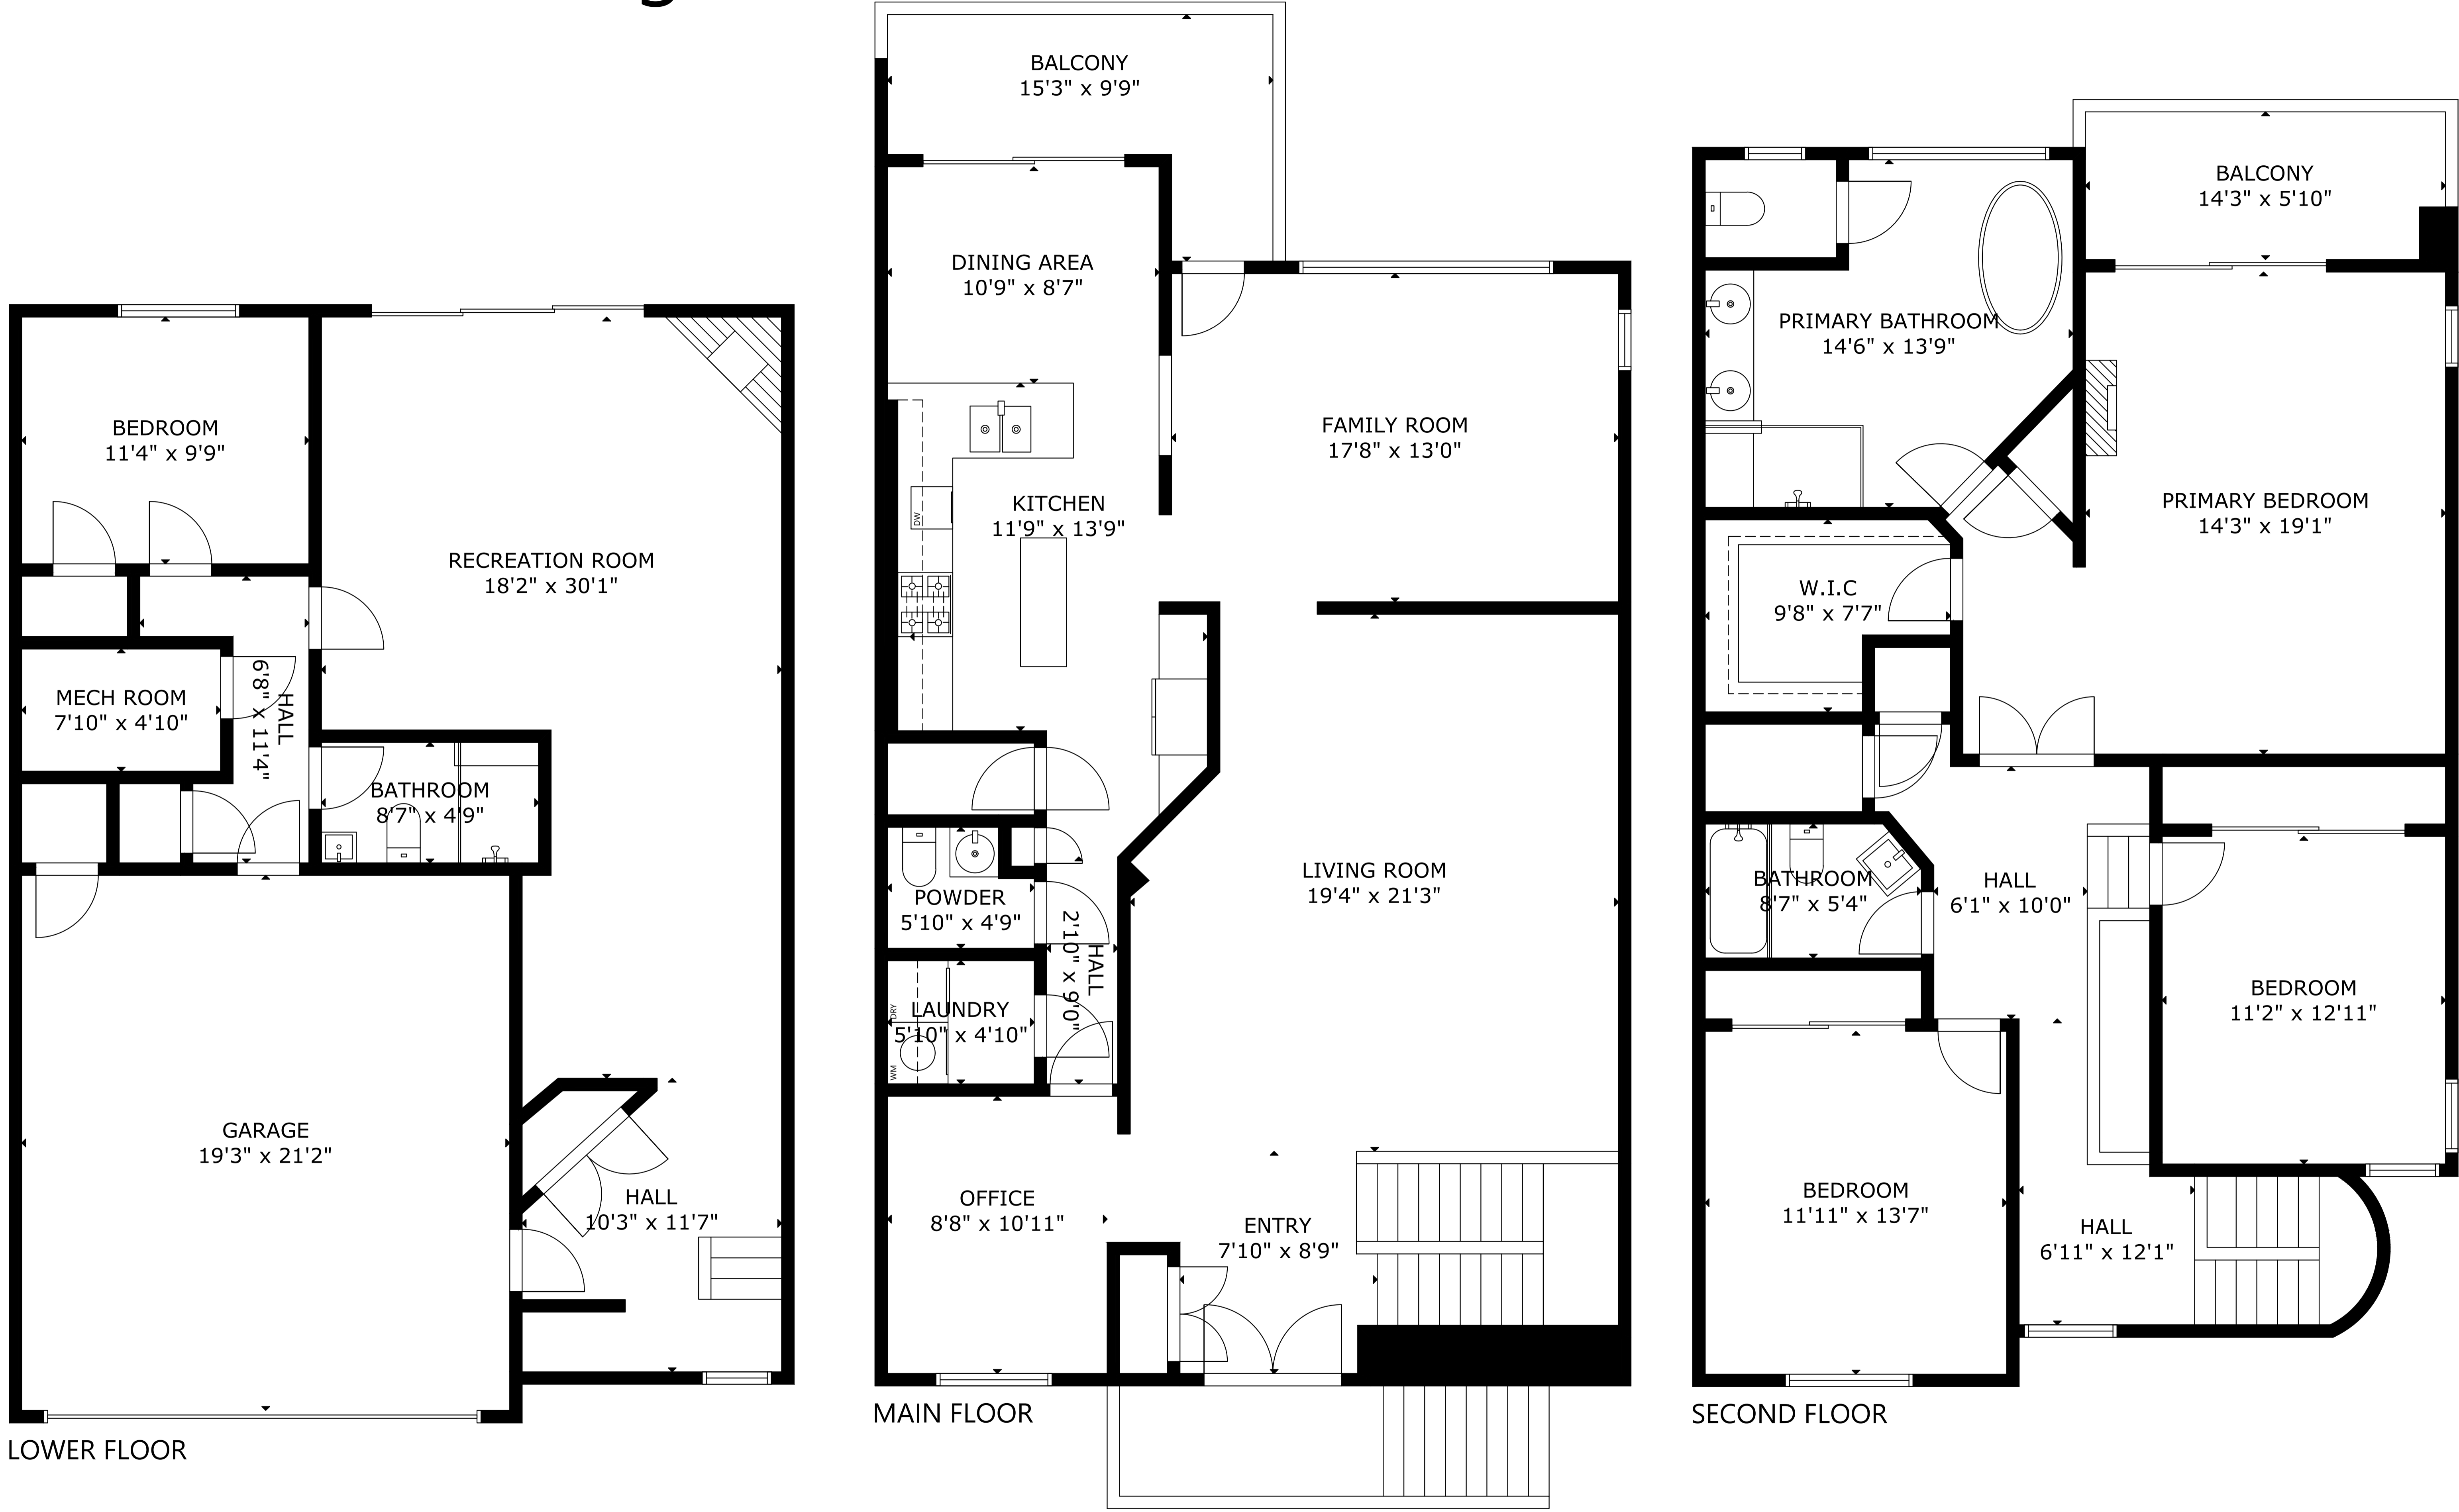 BEDROOM
11'4" x 9'9"
RECREATION ROOM
18'2" x 30'1"
MECH ROOM
7'10" x 4'10"
HALL
6'8" x 11'4"
BATHROOM
8'7" x 4'9"
GARAGE
19'3" x 21'2"
HALL
10'3" x 11'7"
LOWER FLOOR
BALCONY
15'3" x 9'9"
DINING AREA
10'9" x 8'7"
FAMILY ROOM
17'8" x 13'0"
KITCHEN
11'9" x 13'9"
DW
LIVING ROOM
19'4" x 21'3"
POWDER
5'10" x 4'9"
HALL
2'10" x 9'0"
DRY
LAUNDRY
5'10" x 4'10"
WM
OFFICE
8'8" x 10'11"
ENTRY
7'10" x 8'9"
MAIN FLOOR
BALCONY
14'3" x 5'10"
PRIMARY BATHROOM
14'6" x 13'9"
PRIMARY BEDROOM
14'3" x 19'1"
W.I.C
9'8" x 7'7"
BATHROOM
8'7" x 5'4"
HALL
6'1" x 10'0"
BEDROOM
11'2" x 12'11"
BEDROOM
11'11" x 13'7"
HALL
6'11" x 12'1"
SECOND FLOOR